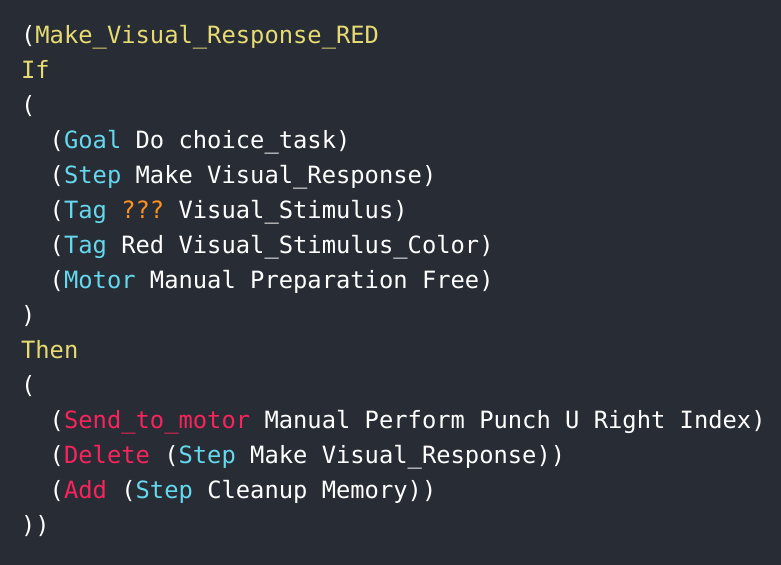 (Make_Visual_Response_RED
If
(
(Goal Do choice_task)
(Step Make Visual_Response)
(Tag ??? Visual_Stimulus)
(Tag Red Visual_Stimulus_Color)
(Motor Manual Preparation Free)
)
Then
(
(Send_to_motor Manual Perform Punch U Right Index)
(Delete (Step Make Visual_Response))
(Add (Step Cleanup Memory))
))